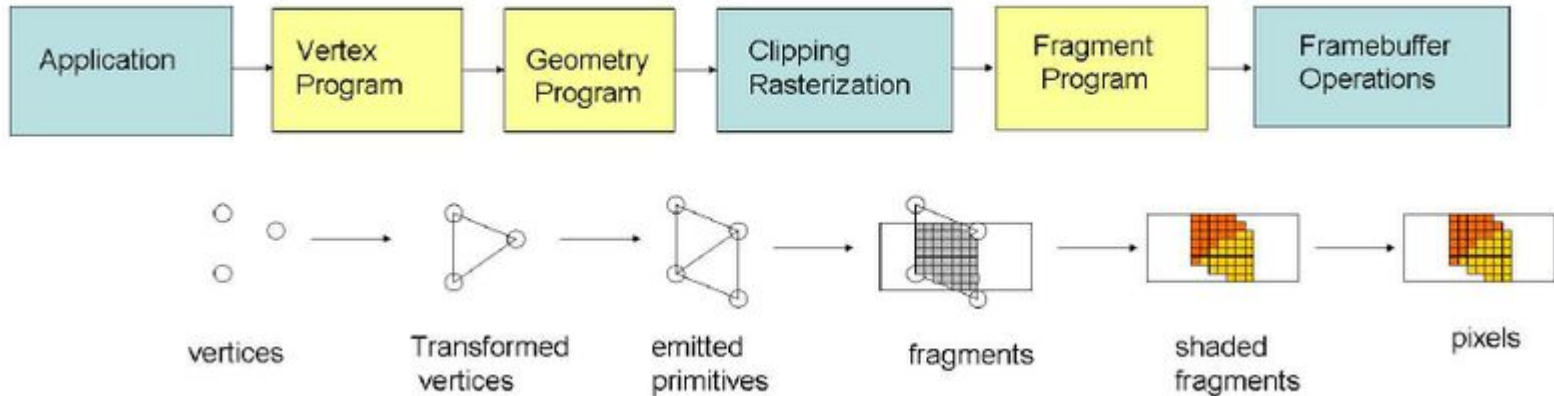 Application
Vertex
Program
Geometry
Program
Clipping
Rasterization
Fragment
Program
Framebuffer
Operations
vertices
Transformed
vertices
emitted
primitives
fragments
shaded
fragments
pixels